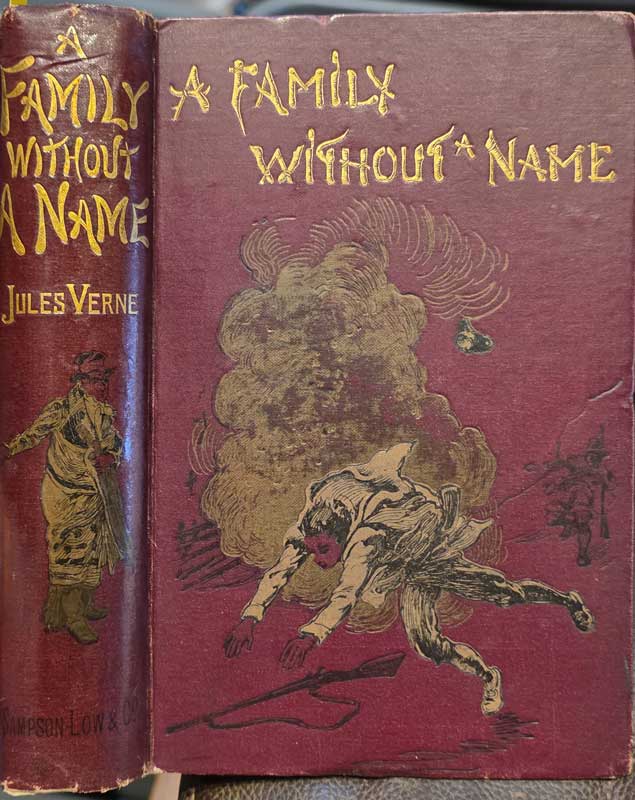 A
FAMILY
WITHOUT
A NAME
JULES VERNE
SAMPSON LOW & Co
A FAMILY
WITHOUT A NAME